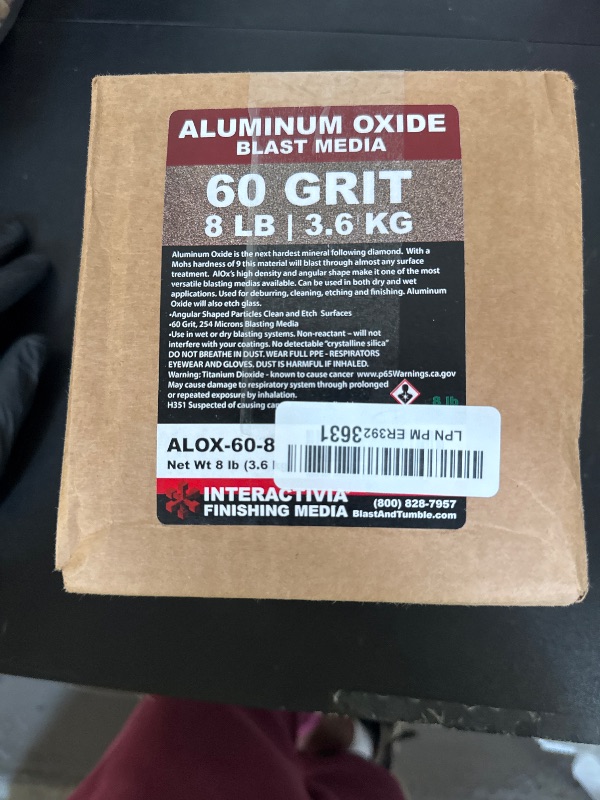 ALUMINUM OXIDE
BLAST MEDIA
60 GRIT
8 LB | 3.6 KG
Aluminum Oxide is the next hardest mineral following diamond. With a
Mohs hardness of 9 this material will blast through almost any surface
treatment. AlOx's high density and angular shape make it one of the most
versatile blasting medias available. Can be used in both dry and wet
applications. Used for deburring, cleaning, etching and finishing. Aluminum
Oxide will also etch glass.
•Angular Shaped Particles Clean and Etch Surfaces
•60 Grit, 254 Microns Blasting Media
•Use in wet or dry blasting systems. Non-reactant – will not
interfere with your coatings. No detectable "crystalline silica"
DO NOT BREATHE IN DUST. WEAR FULL PPE - RESPIRATORS
EYEWEAR AND GLOVES. DUST IS HARMFUL IF INHALED.
Warning: Titanium Dioxide - known to cause cancer www.p65Warnings.ca.gov
May cause damage to respiratory system through prolonged
or repeated exposure by inhalation.
H351 Suspected of causing
8 lb
LPN PM ER3923631
ALOX-60-8
Net Wt 8 lb (3.6
INTERACTIVIA
FINISHING MEDIA
(800) 828-7957
BlastAndTumble.com